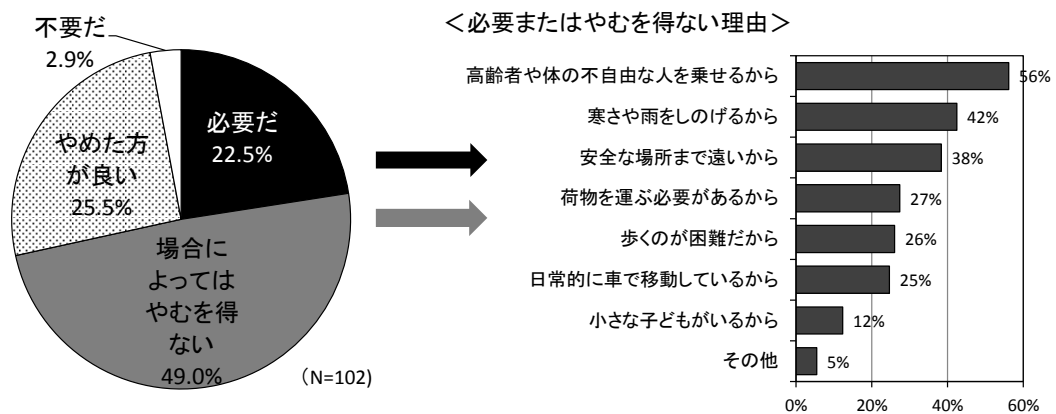 不要だ
2.9%
必要だ
22.5%
やめた方
が良い
25.5%
場合に
よっては
やむを得
ない
49.0%
(N=102)
＜必要またはやむを得ない理由＞
高齢者や体の不自由な人を乗せるから 56%
寒さや雨をしのげるから 42%
安全な場所まで遠いから 38%
荷物を運ぶ必要があるから 27%
歩くのが困難だから 26%
日常的に車で移動しているから 25%
小さな子どもがいるから 12%
その他 5%
0% 20% 40% 60%